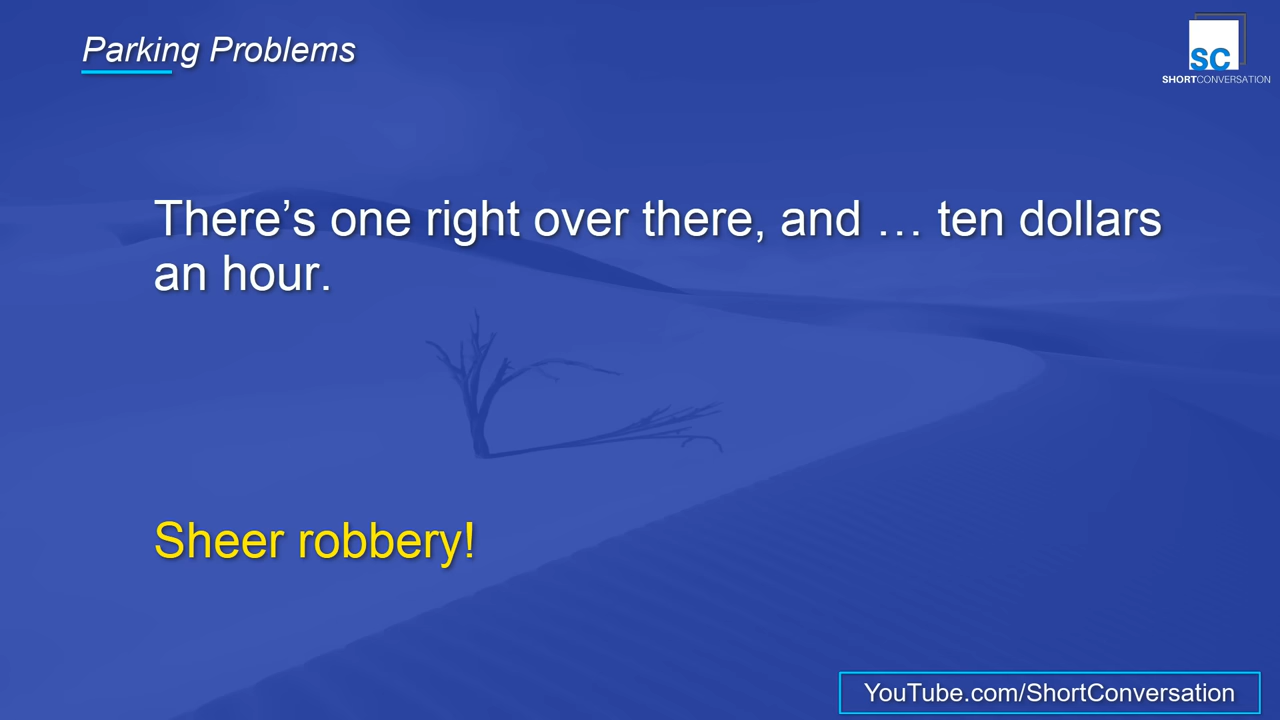 Parking Problems
SC
SHORTCONVERSATION
There’s one right over there, and … ten dollars
an hour.
Sheer robbery!
YouTube.com/ShortConversation